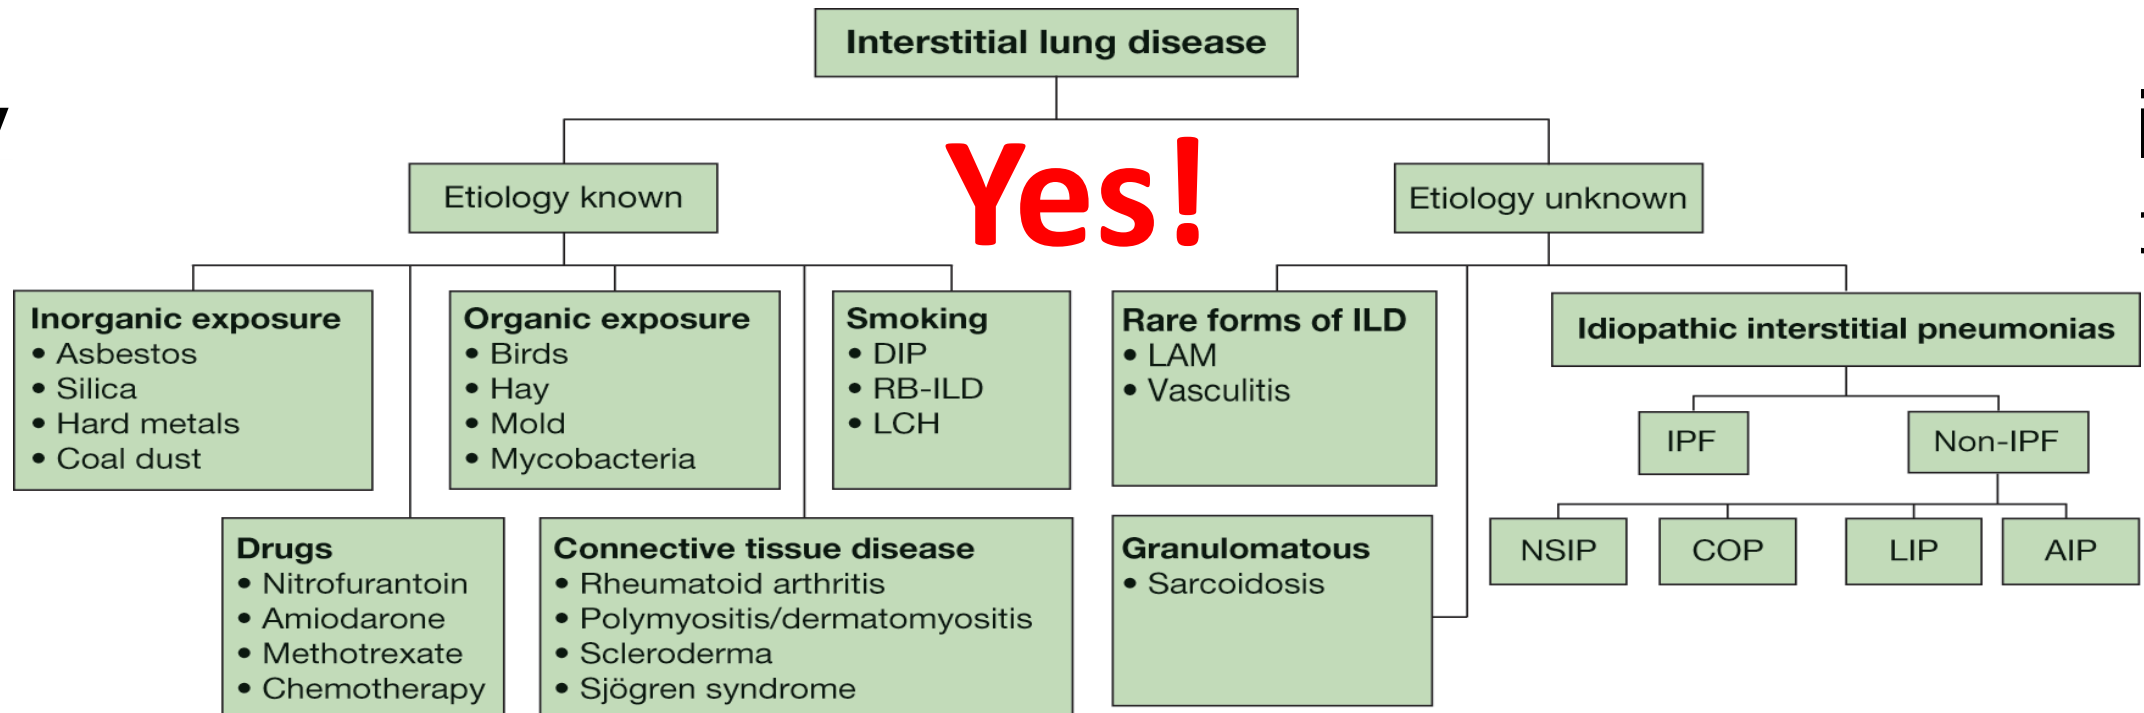 Interstitial lung disease
Yes!
Etiology known
Etiology unknown
Inorganic exposure
• Asbestos
• Silica
• Hard metals
• Coal dust
Organic exposure
• Birds
• Hay
• Mold
• Mycobacteria
Smoking
• DIP
• RB-ILD
• LCH
Rare forms of ILD
• LAM
• Vasculitis
Idiopathic interstitial pneumonias
IPF
Non-IPF
Drugs
• Nitrofurantoin
• Amiodarone
• Methotrexate
• Chemotherapy
Connective tissue disease
• Rheumatoid arthritis
• Polymyositis/dermatomyositis
• Scleroderma
• Sjögren syndrome
Granulomatous
• Sarcoidosis
NSIP
COP
LIP
AIP